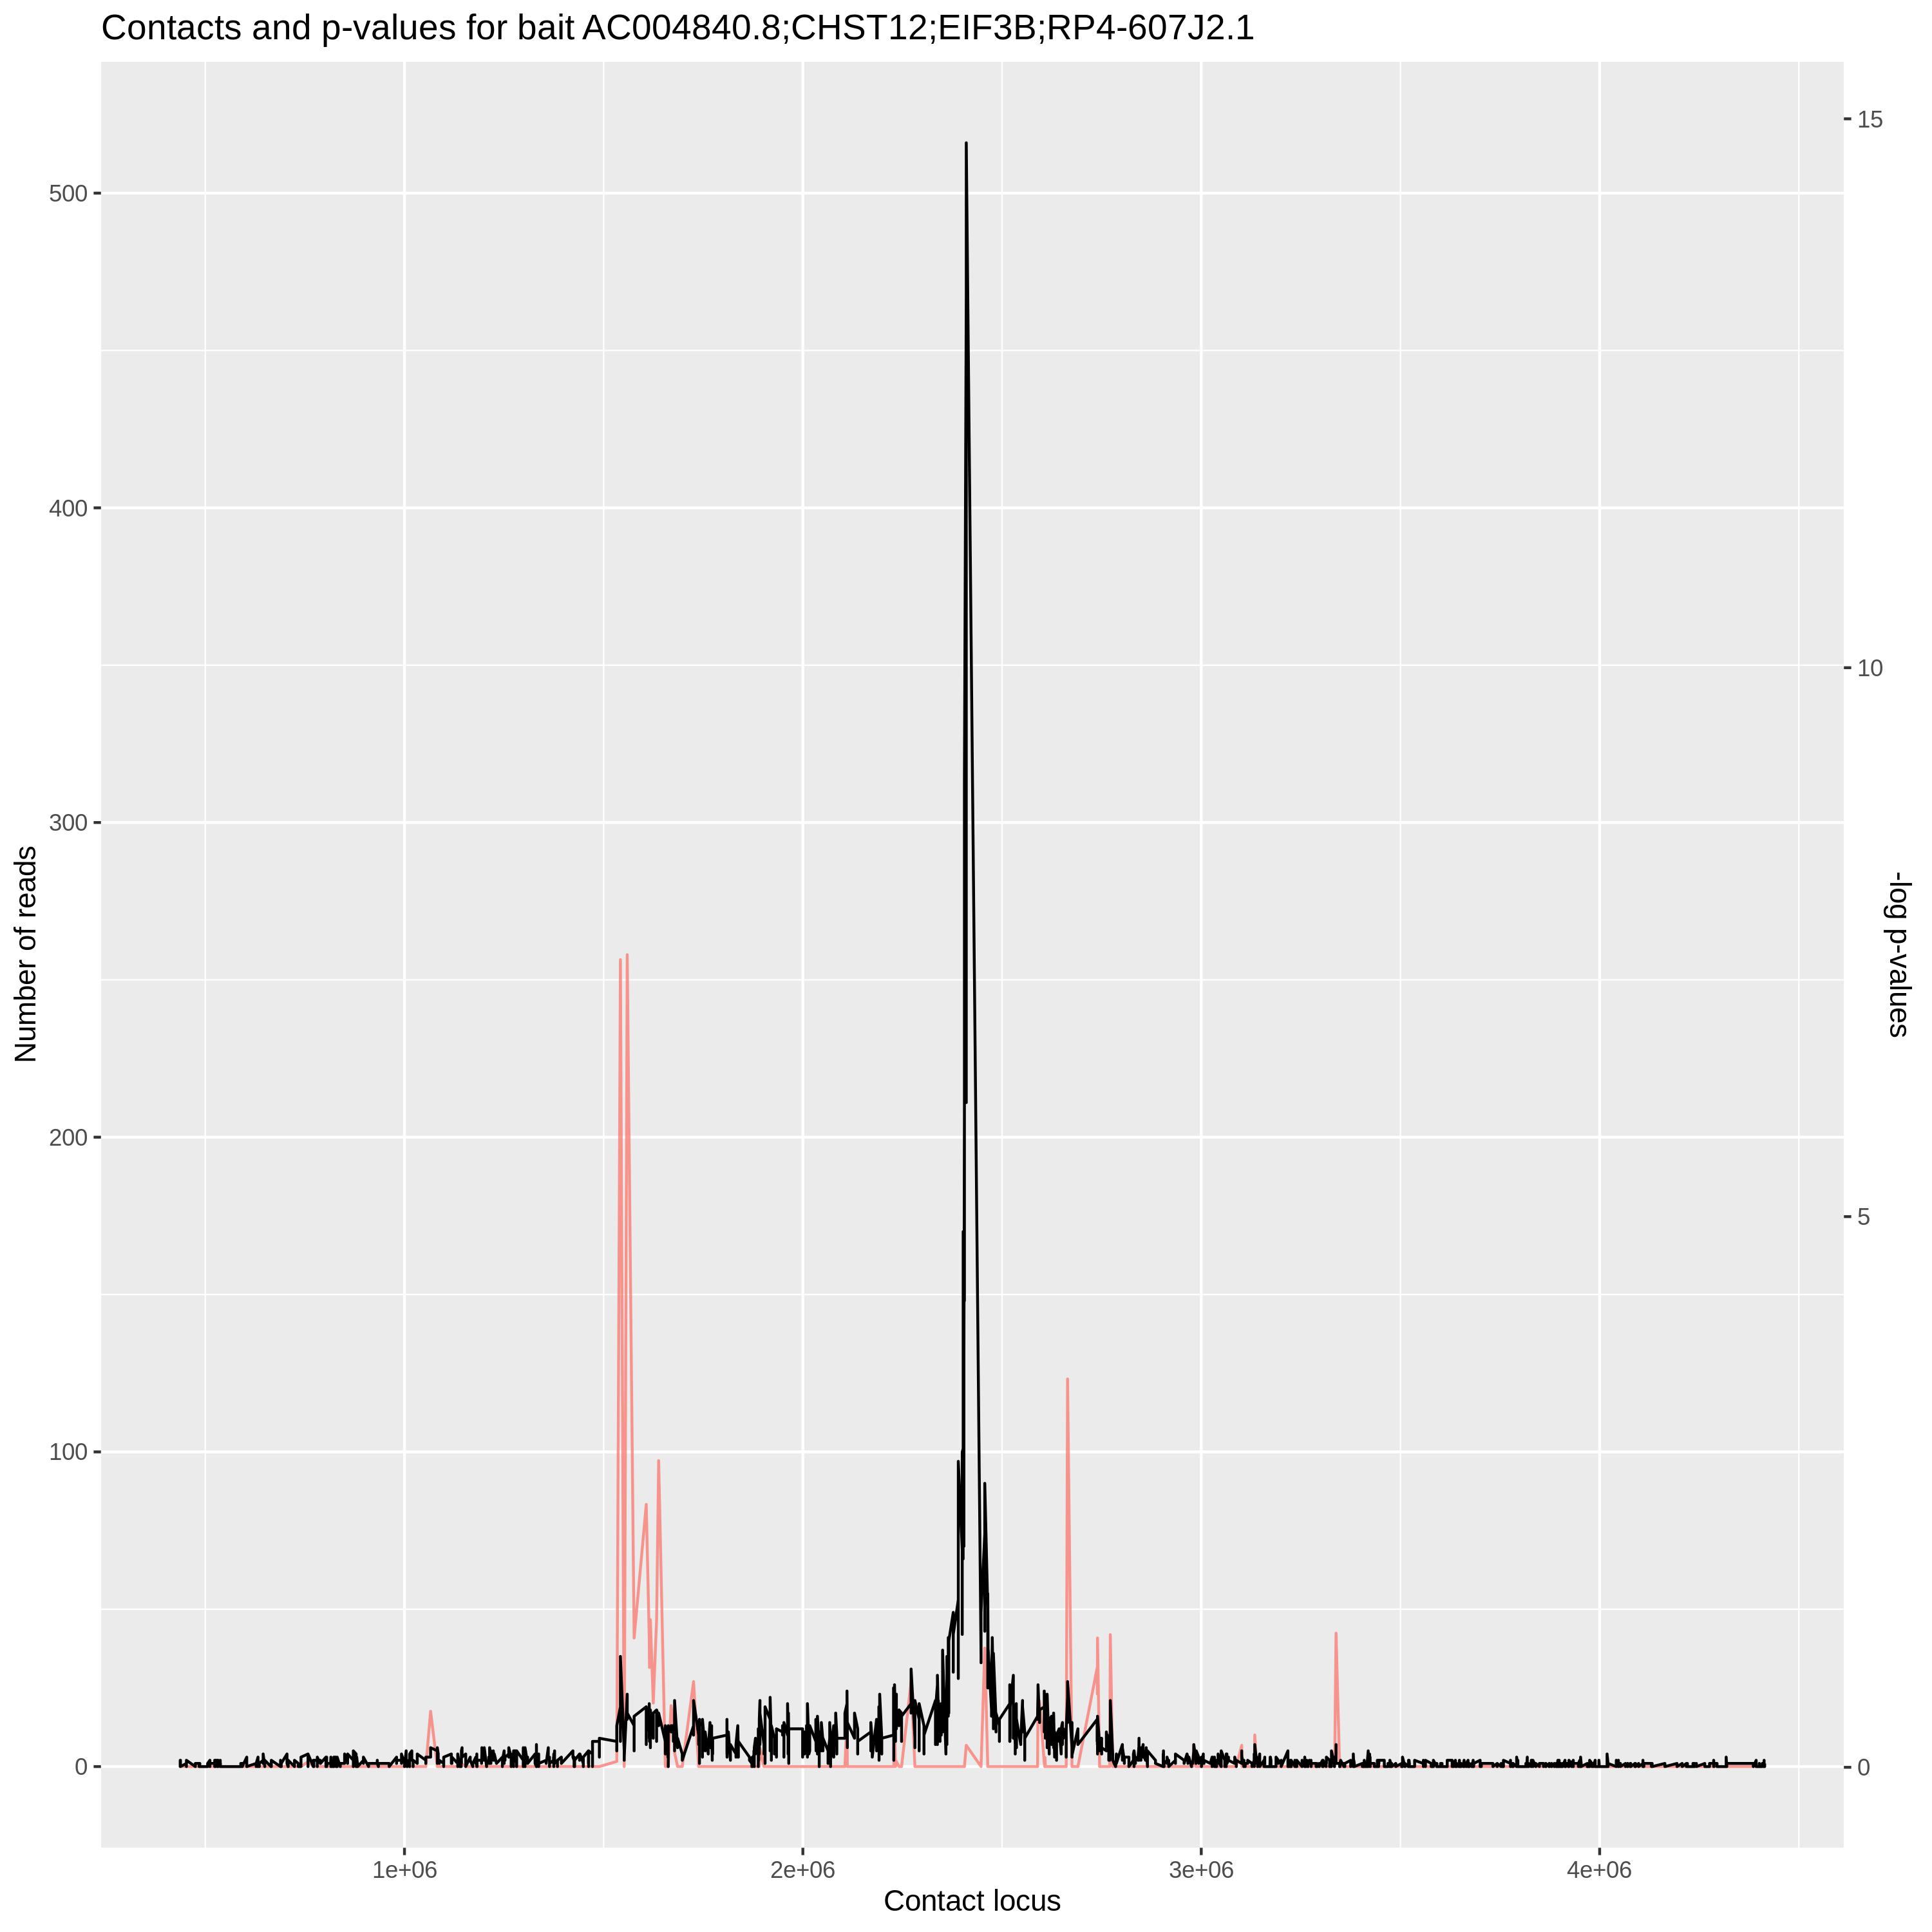 Contacts and p-values for bait AC004840.8;CHST12;EIF3B;RP4-607J2.1
15
500
400
10
300
Number of reads
-log p-values
200
5
100
0
0
1e+06
2e+06
3e+06
4e+06
Contact locus